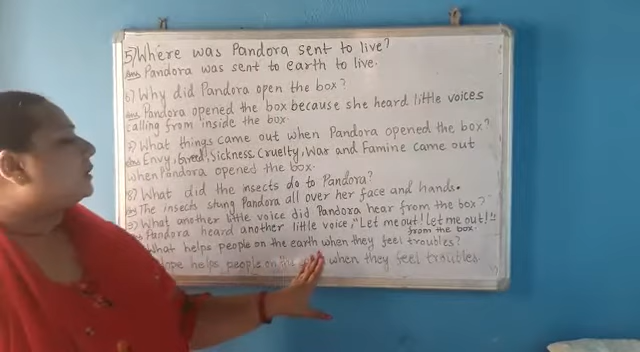 5) Where was Pandora sent to live?
Ans Pandora was sent to earth to live.
6) Why did Pandora open the box?
Ans Pandora opened the box because she heard little voices
calling from inside the box.
7) What things came out when Pandora opened the box?
Ans Envy, Greed, Sickness, Cruelty, War and Famine came out
when Pandora opened the box.
8) What did the insects do to Pandora?
Ans The insects stung Pandora all over her face and hands.
9) What another little voice did Pandora hear from the box?
Pandora heard another little voice, "Let me out! let me out!!"
from the box.
What helps people on the earth when they feel troubles?
hope helps people on the when they feel troubles.